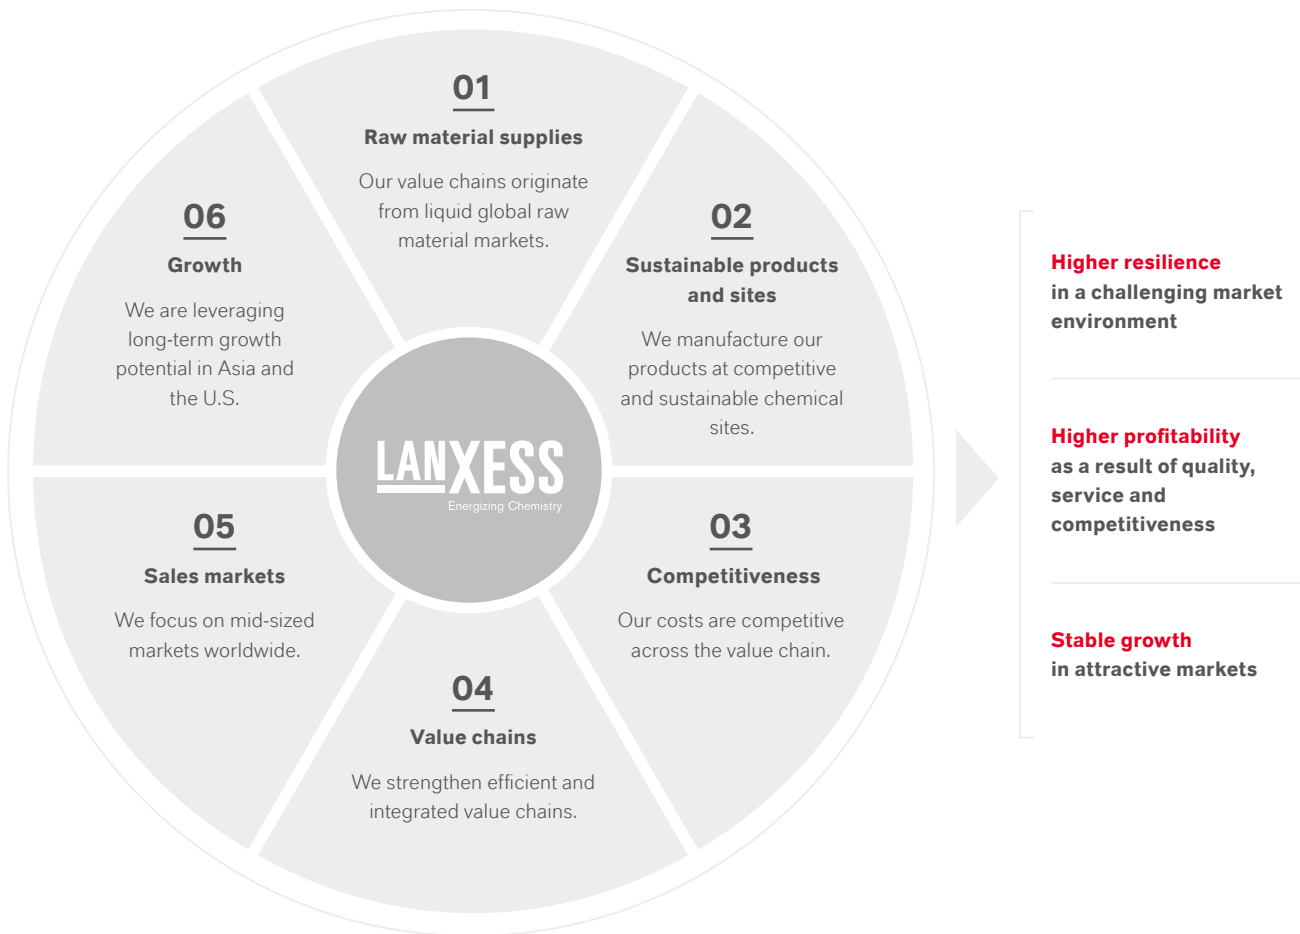 01
Raw material supplies
Our value chains originate
from liquid global raw
material markets.
02
Sustainable products
and sites
We manufacture our
products at competitive
and sustainable chemical
sites.
03
Competitiveness
Our costs are competitive
across the value chain.
04
Value chains
We strengthen efficient and
integrated value chains.
05
Sales markets
We focus on mid-sized
markets worldwide.
06
Growth
We are leveraging
long-term growth
potential in Asia and
the U.S.
LANXESS
Energizing Chemistry
Higher resilience
in a challenging market
environment
Higher profitability
as a result of quality,
service and
competitiveness
Stable growth
in attractive markets